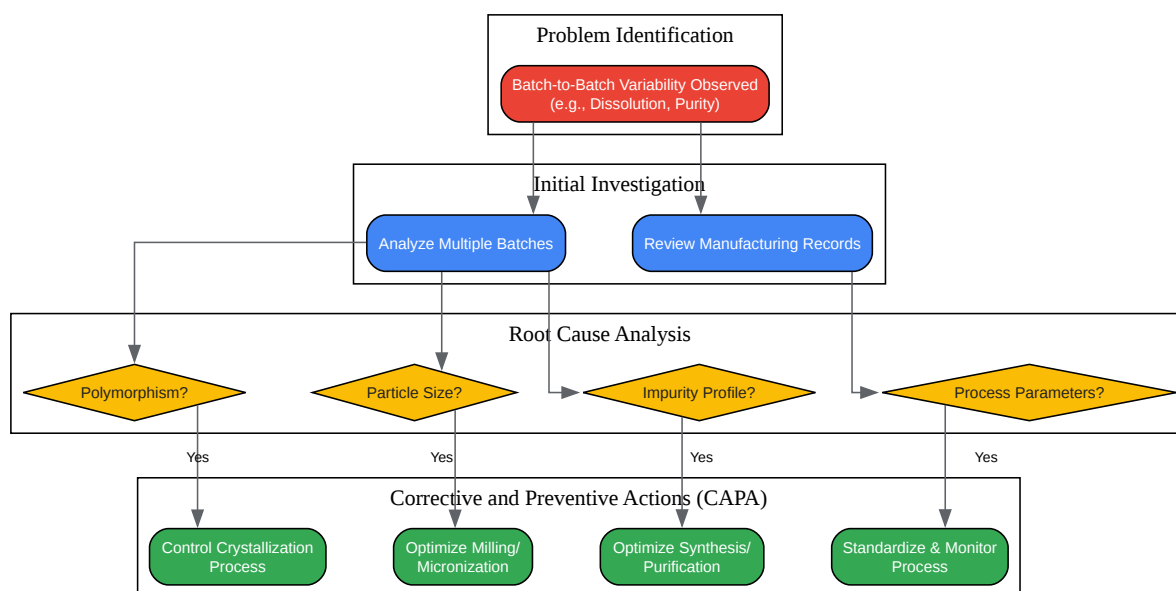 Problem Identification
Batch-to-Batch Variability Observed
(e.g., Dissolution, Purity)
Initial Investigation
Analyze Multiple Batches
Review Manufacturing Records
Root Cause Analysis
Polymorphism?
Particle Size?
Impurity Profile?
Process Parameters?
Yes
Yes
Yes
Yes
Corrective and Preventive Actions (CAPA)
Control Crystallization
Process
Optimize Milling/
Micronization
Optimize Synthesis/
Purification
Standardize & Monitor
Process